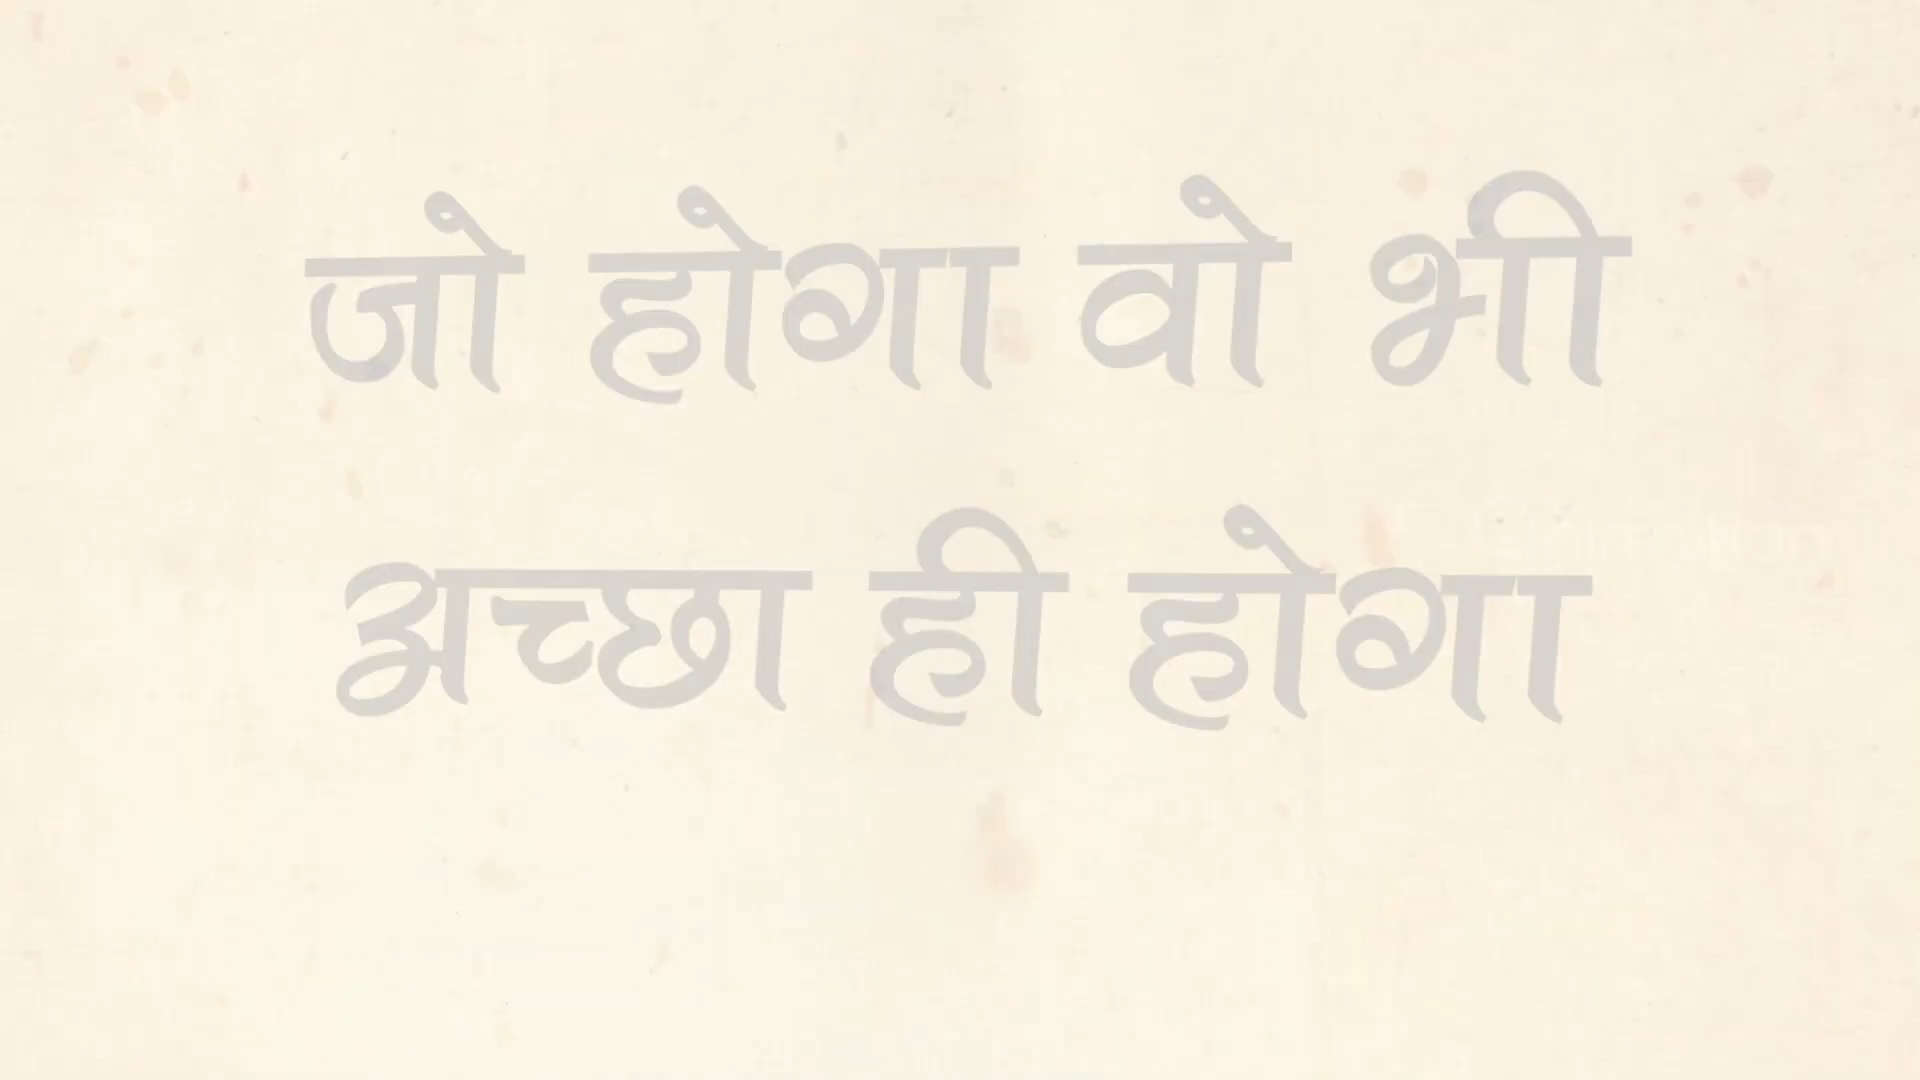 जो होगा वो भी
अच्छा ही होगा